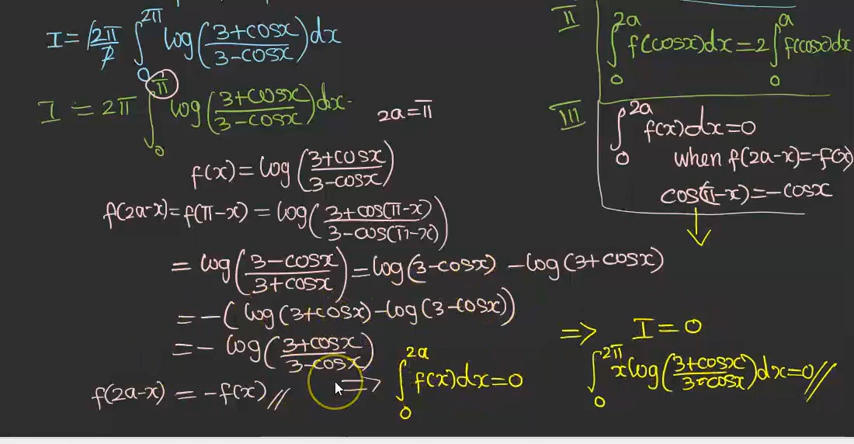 I = 2π/2 ∫₀^2π log((3+cosx)/(3-cosx))dx
I = 2π ∫₀^π log((3+cosx)/(3-cosx))dx. 2a=π
f(x) = log((3+cosx)/(3-cosx))
f(2a-x) = f(π-x) = log((3+cos(π-x))/(3-cos(π-x)))
= log((3-cosx)/(3+cosx)) = log(3-cosx) - log(3+cosx)
= -(log(3+cosx) - log(3-cosx))
= - log((3+cosx)/(3-cosx))
f(2a-x) = -f(x)//
=> ∫₀^2a f(x)dx=0
II
∫₀^2a f(cosx)dx = 2∫₀^a f(cosx)dx
III
∫₀^2a f(x)dx=0
when f(2a-x)=-f(x)
cos(π-x)=-cosx
=> I=0
∫₀^2π xlog((3+cosx)/(3-cosx))dx=0//